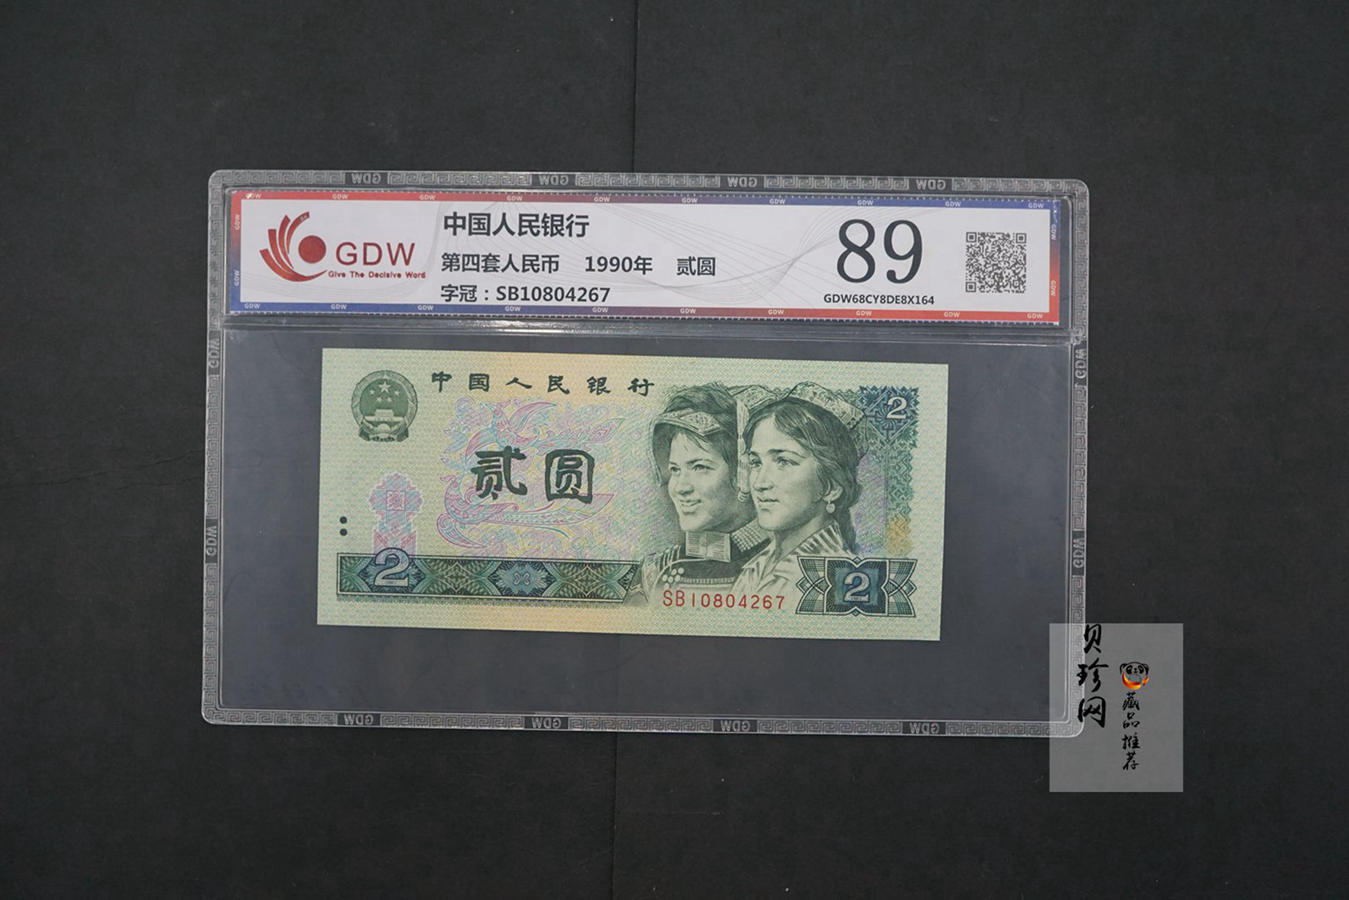 中国人民银行
GDW
Give The Decisive Word
第四套人民币 1990年 贰圆
字冠：SB10804267
89
GDW68CY8DE8X164
中国人民银行
2
贰圆
2
2
SB10804267
贝珍网
藏品推荐